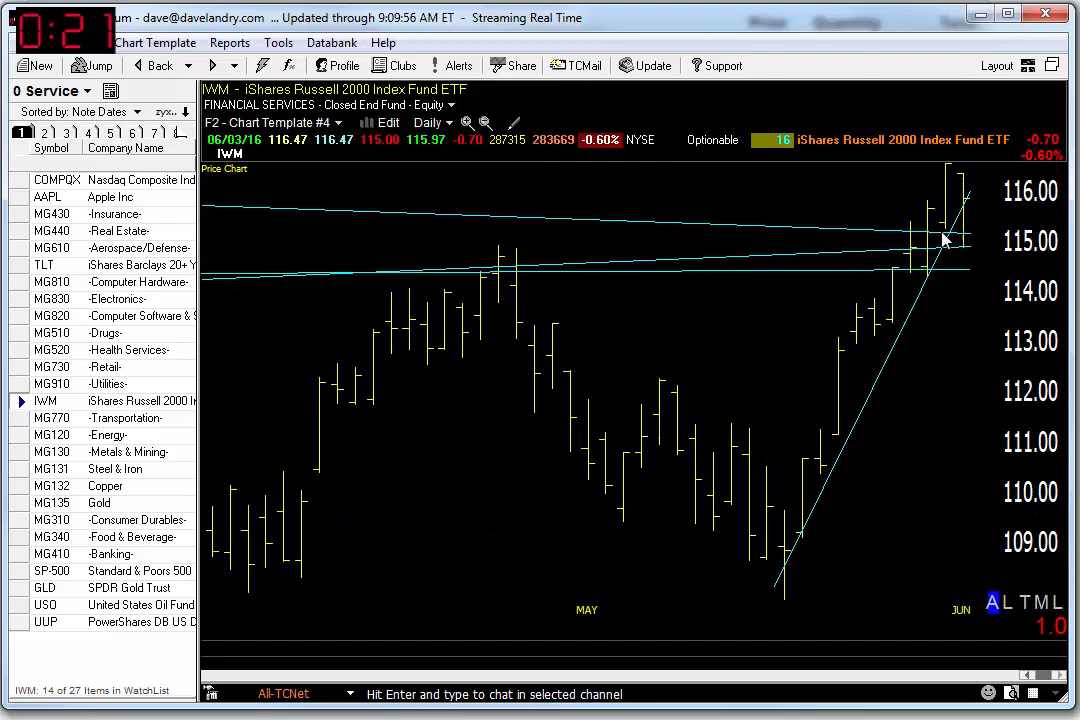 0:21
um - dave@davelandry.com ... Updated through 9:09:56 AM ET - Streaming Real Time
Chart Template Reports Tools Databank Help
New Jump Back Profile Clubs Alerts Share TCMail Update Support Layout
0 Service
Sorted by: Note Dates zyx..
1 2 3 4 5 6 7
Symbol Company Name
COMPQX Nasdaq Composite Ind
AAPL Apple Inc
MG430 -Insurance-
MG440 -Real Estate-
MG610 -Aerospace/Defense-
TLT iShares Barclays 20+ Y
MG810 -Computer Hardware-
MG830 -Electronics-
MG820 -Computer Software & S
MG510 -Drugs-
MG520 -Health Services-
MG730 -Retail-
MG910 -Utilities-
IWM iShares Russell 2000 In
MG770 -Transportation-
MG120 -Energy-
MG130 -Metals & Mining-
MG131 Steel & Iron
MG132 Copper
MG135 Gold
MG310 -Consumer Durables-
MG340 -Food & Beverage-
MG410 -Banking-
SP-500 Standard & Poors 500
GLD SPDR Gold Trust
USO United States Oil Fund
UUP PowerShares DB US D
IWM: 14 of 27 Items in WatchList
IWM - iShares Russell 2000 Index Fund ETF
FINANCIAL SERVICES - Closed End Fund - Equity
F2 - Chart Template #4 Edit Daily
06/03/16 116.47 116.47 115.00 115.97 -0.70 287315 283669 -0.60% NYSE Optionable 16 iShares Russell 2000 Index Fund ETF -0.70
IWM -0.60%
Price Chart
116.00
115.00
114.00
113.00
112.00
111.00
110.00
109.00
MAY JUN
A L T M L
1.0
All-TCNet Hit Enter and type to chat in selected channel